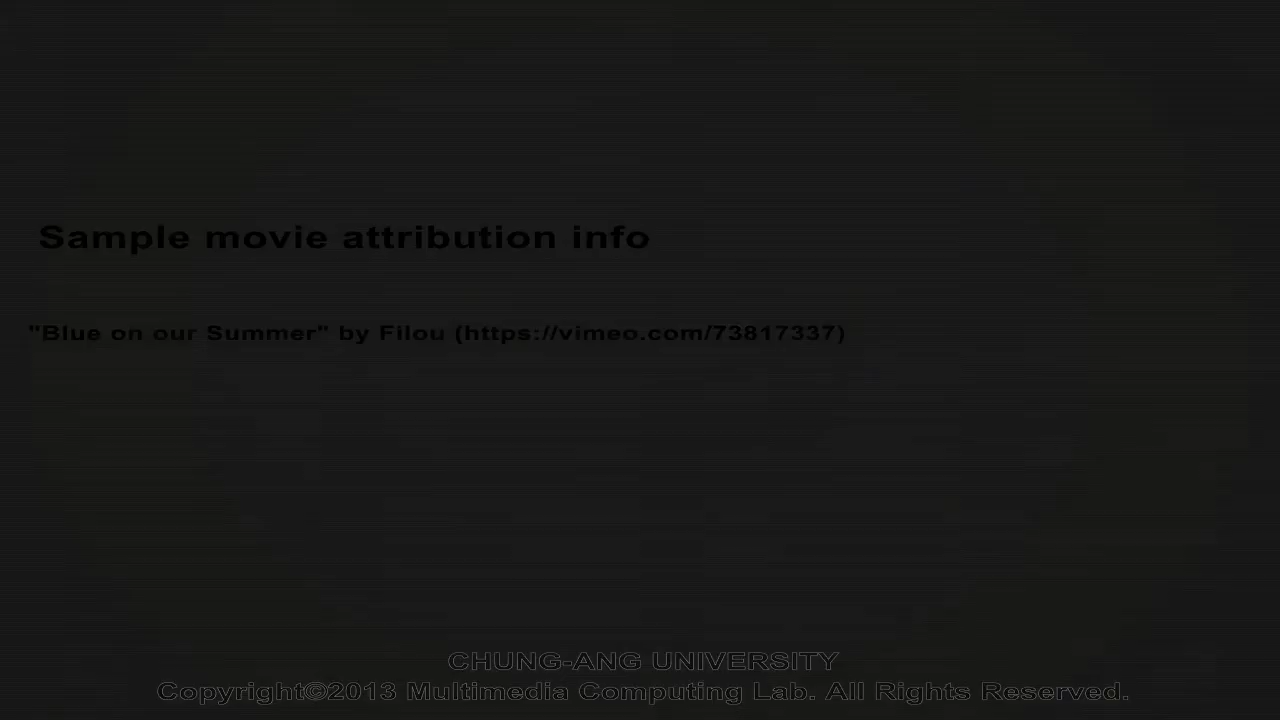 Sample movie attribution info
"Blue on our Summer" by Filou (https://vimeo.com/73817337)
CHUNG-ANG UNIVERSITY
Copyright©2013 Multimedia Computing Lab. All Rights Reserved.